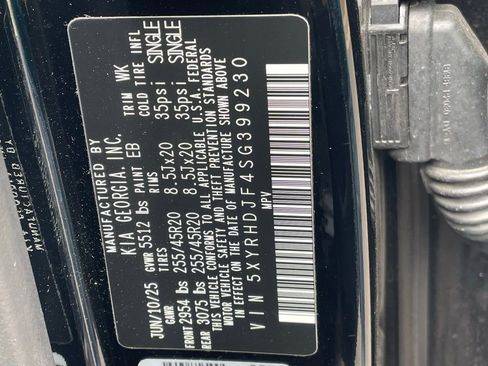 MANUFACTURED BY
KIA GEORGIA, INC.
JUN/10/25 GVWR 5512 lbs PAINT EB TRIM WK
GAWR TIRES RIMS COLD TIRE INFL
FRONT 2954 lbs 255/45R20 8.5Jx20 35psi SINGLE
REAR 3075 lbs 255/45R20 8.5Jx20 35psi SINGLE
THIS VEHICLE CONFORMS TO ALL APPLICABLE U.S.A. FEDERAL
MOTOR VEHICLE SAFETY AND THEFT PREVENTION STANDARDS
IN EFFECT ON THE DATE OF MANUFACTURE SHOWN ABOVE
VIN 5XYRHDJF4SG399230
MPV
MANUFACTURED BY